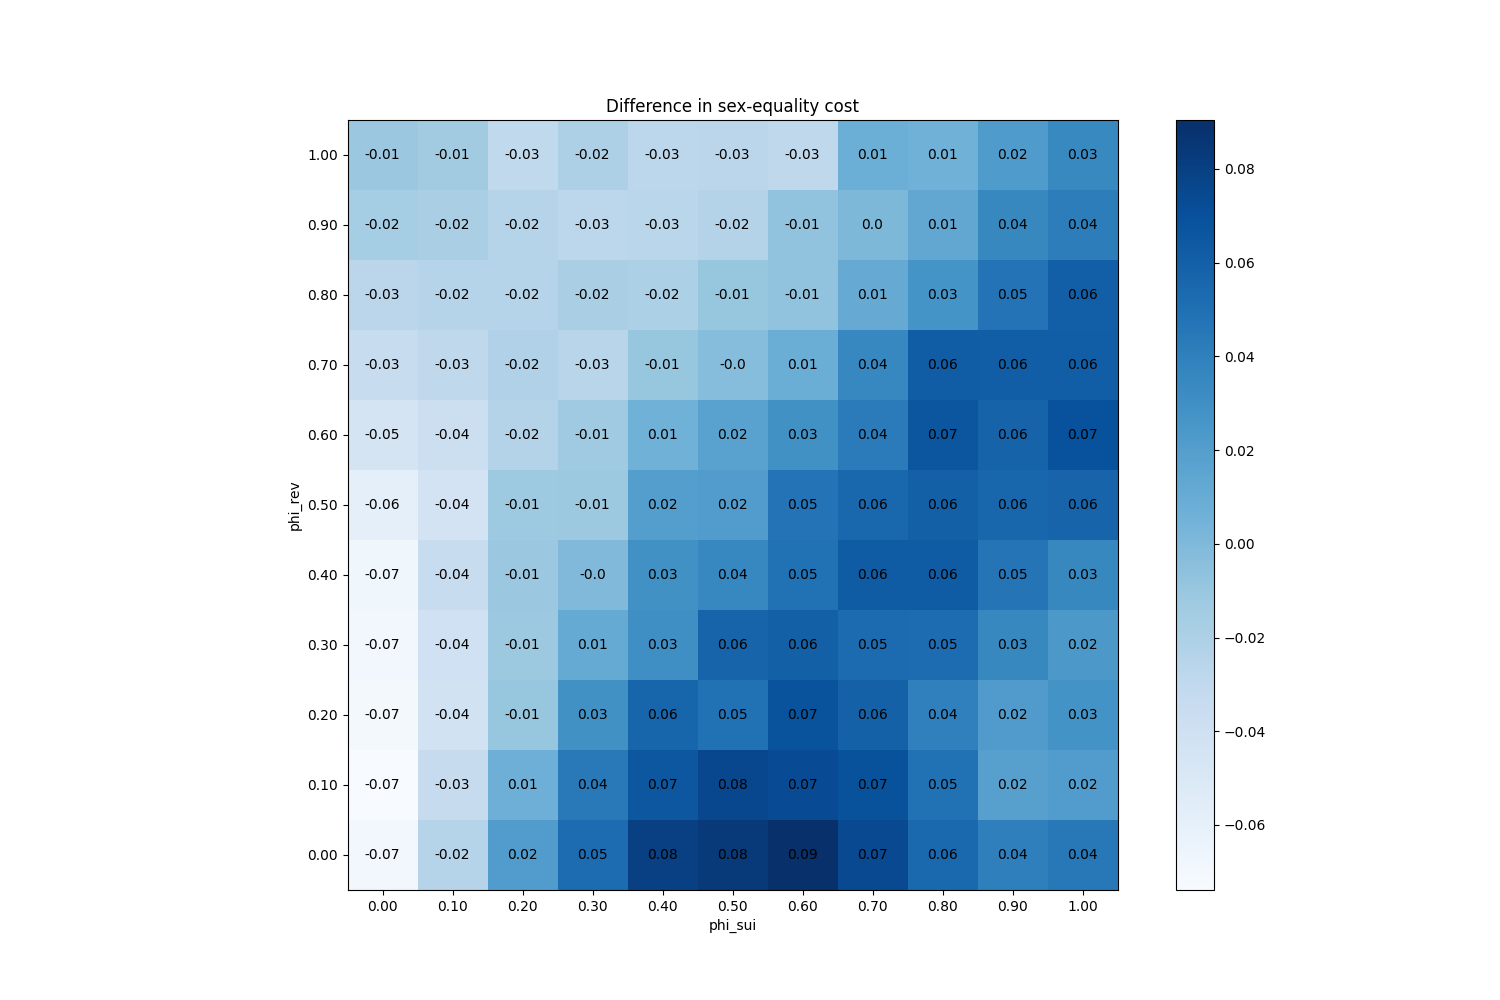 Difference in sex-equality cost
1.00 -0.01 -0.01 -0.03 -0.02 -0.03 -0.03 -0.03 0.01 0.01 0.02 0.03
0.90 -0.02 -0.02 -0.02 -0.03 -0.03 -0.02 -0.01 0.0 0.01 0.04 0.04
0.80 -0.03 -0.02 -0.02 -0.02 -0.02 -0.01 -0.01 0.01 0.03 0.05 0.06
0.70 -0.03 -0.03 -0.02 -0.03 -0.01 -0.0 0.01 0.04 0.06 0.06 0.06
0.60 -0.05 -0.04 -0.02 -0.01 0.01 0.02 0.03 0.04 0.07 0.06 0.07
0.50 -0.06 -0.04 -0.01 -0.01 0.02 0.02 0.05 0.06 0.06 0.06 0.06
0.40 -0.07 -0.04 -0.01 -0.0 0.03 0.04 0.05 0.06 0.06 0.05 0.03
0.30 -0.07 -0.04 -0.01 0.01 0.03 0.06 0.06 0.05 0.05 0.03 0.02
0.20 -0.07 -0.04 -0.01 0.03 0.06 0.05 0.07 0.06 0.04 0.02 0.03
0.10 -0.07 -0.03 0.01 0.04 0.07 0.08 0.07 0.07 0.05 0.02 0.02
0.00 -0.07 -0.02 0.02 0.05 0.08 0.08 0.09 0.07 0.06 0.04 0.04
0.00 0.10 0.20 0.30 0.40 0.50 0.60 0.70 0.80 0.90 1.00
phi_sui
phi_rev
0.08
0.06
0.04
0.02
0.00
−0.02
−0.04
−0.06